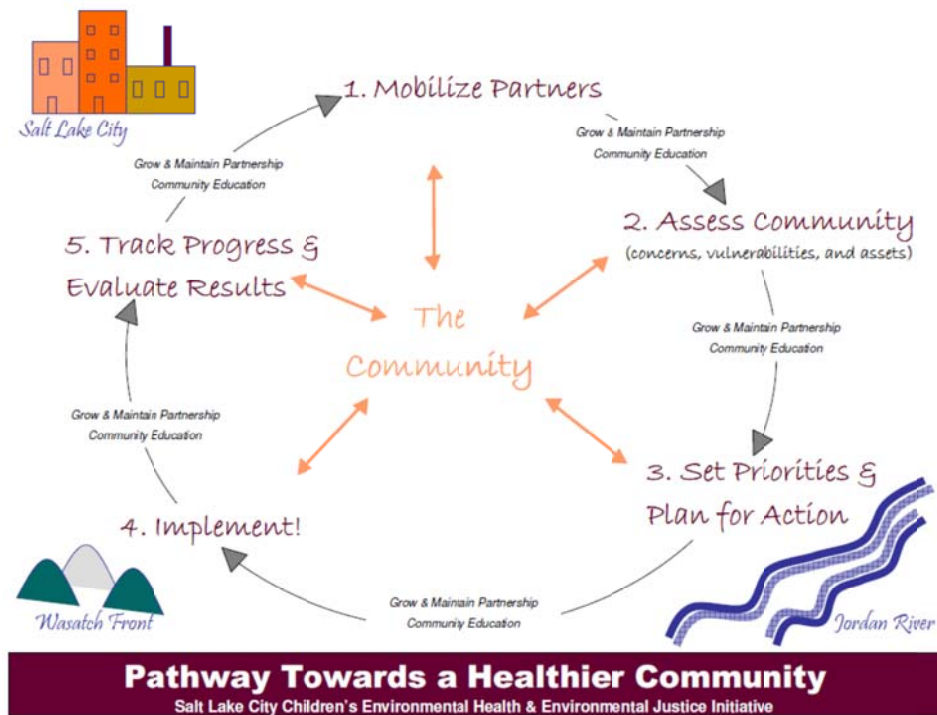 Salt Lake City
1. Mobilize Partners
Grow & Maintain Partnership
Community Education
2. Assess Community
(concerns, vulnerabilities, and assets)
Grow & Maintain Partnership
Community Education
3. Set Priorities &
Plan for Action
Jordan River
Grow & Maintain Partnership
Community Education
4. Implement!
Wasatch Front
Grow & Maintain Partnership
Community Education
5. Track Progress &
Evaluate Results
Grow & Maintain Partnership
Community Education
The
Community
Pathway Towards a Healthier Community
Salt Lake City Children's Environmental Health & Environmental Justice Initiative